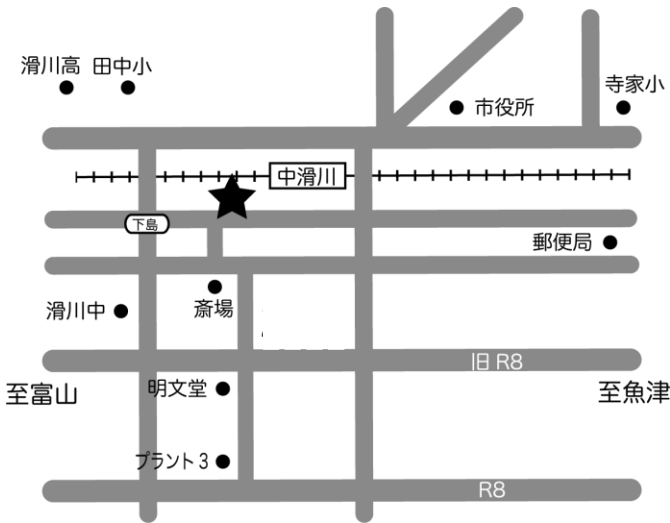 滑川高
田中小
寺家小
市役所
中滑川
下島
郵便局
滑川中
斎場
旧 R8
至富山
明文堂
至魚津
プラント3
R8